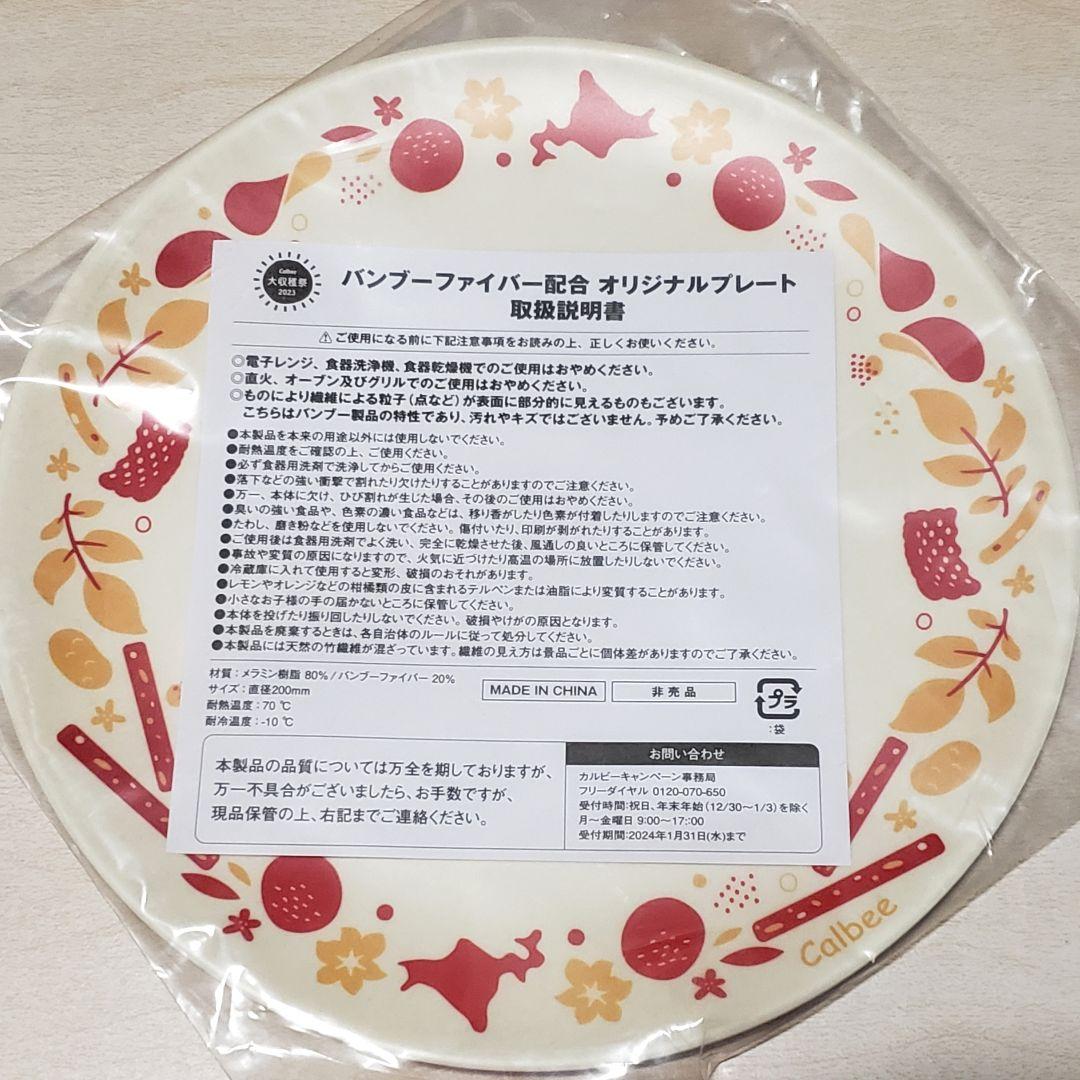 Calbee
大収穫祭
2023
バンブーファイバー配合 オリジナルプレート
取扱説明書
⚠ご使用になる前に下記注意事項をお読みの上、正しくお使いください。
◎電子レンジ、食器洗浄機、食器乾燥機でのご使用はおやめください。
◎直火、オーブン及びグリルでのご使用はおやめください。
◎ものにより繊維による粒子(点など)が表面に部分的に見えるものもございます。
こちらはバンブー製品の特性であり、汚れやキズではございません。予めご了承ください。
●本製品を本来の用途以外には使用しないでください。
●耐熱温度をご確認の上、ご使用ください。
●必ず食器用洗剤で洗浄してからご使用ください。
●落下などの強い衝撃で割れたり欠けたりすることがありますのでご注意ください。
●万一、本体に欠け、ひび割れが生じた場合、その後のご使用はおやめください。
●臭いの強い食品や、色素の濃い食品などは、移り香がしたり色素が付着したりしますのでご注意ください。
●たわし、磨き粉などを使用しないでください。傷付いたり、印刷が剥がれたりすることがあります。
●ご使用後は食器用洗剤でよく洗い、完全に乾燥させた後、風通しの良いところに保管してください。
●事故や変質の原因になりますので、火気に近づけたり高温の場所に放置したりしないでください。
●冷蔵庫に入れて使用すると変形、破損のおそれがあります。
●レモンやオレンジなどの柑橘類の皮に含まれるテルペンまたは油脂により変質することがあります。
●小さなお子様の手の届かないところに保管してください。
●本体を投げたり振り回したりしないでください。破損やけがの原因となります。
●本製品を廃棄するときは、各自治体のルールに従って処分してください。
●本製品には天然の竹繊維が混ざっています。繊維の見え方は景品ごとに個体差がありますのでご了承ください。
材質：メラミン樹脂 80% / バンブーファイバー 20%
サイズ：直径200mm
耐熱温度：70 ℃
耐冷温度：-10 ℃
MADE IN CHINA
非売品
プラ
：袋
本製品の品質については万全を期しておりますが、
万一不具合がございましたら、お手数ですが、
現品保管の上、右記までご連絡ください。
お問い合わせ
カルビーキャンペーン事務局
フリーダイヤル 0120-070-650
受付時間：祝日、年末年始(12/30〜1/3)を除く
月〜金曜日 9:00〜17:00
受付期間：2024年1月31日(水)まで
Calbee